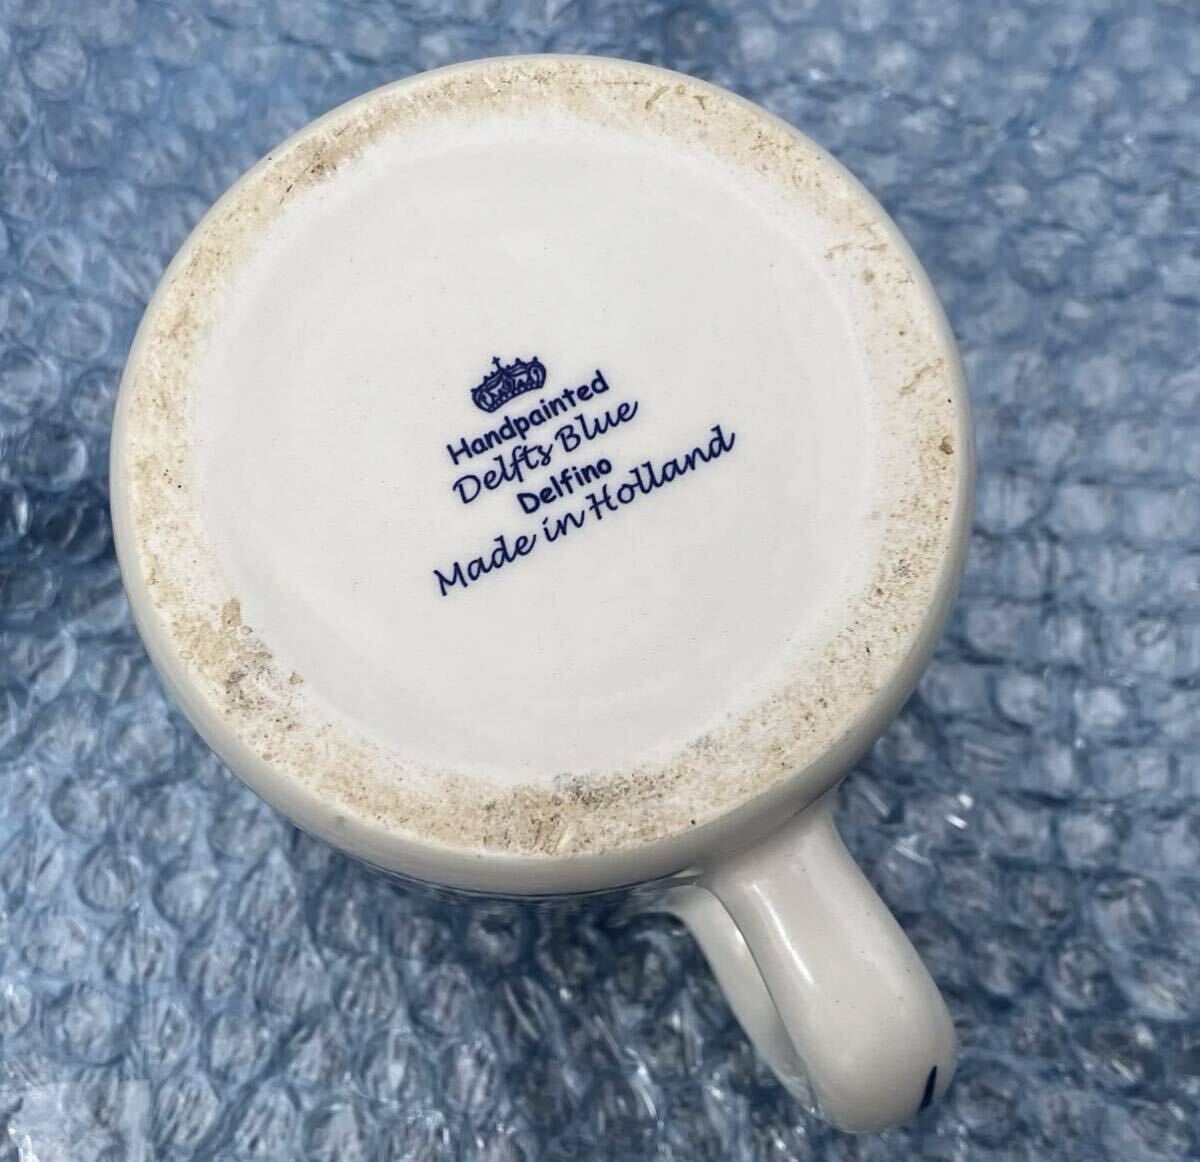 Handpainted
Delfts Blue
Delfino
Made in Holland